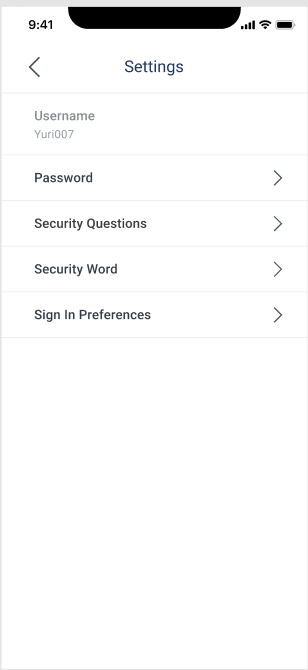 9:41
Settings
Username
Yuri007
Password
Security Questions
Security Word
Sign In Preferences